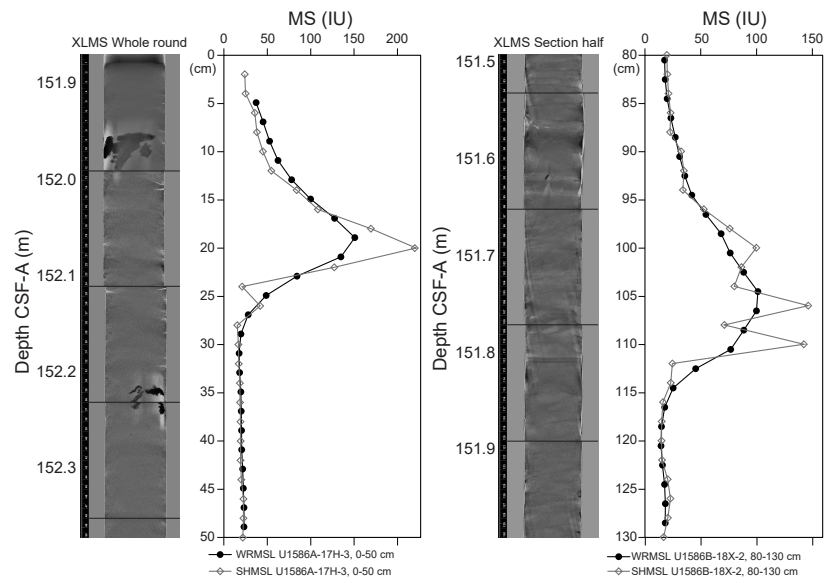 MS (IU)
XLMS Whole round
0 50 100 150 200
0
(cm)
5
10
15
20
25
30
35
40
45
50
151.9
152.0
152.1
152.2
152.3
Depth CSF-A (m)
WRMSL U1586A-17H-3, 0-50 cm
SHMSL U1586A-17H-3, 0-50 cm
MS (IU)
XLMS Section half
0 50 100 150
80
(cm)
85
90
95
100
105
110
115
120
125
130
151.5
151.6
151.7
151.8
151.9
Depth CSF-A (m)
WRMSL U1586B-18X-2, 80-130 cm
SHMSL U1586B-18X-2, 80-130 cm